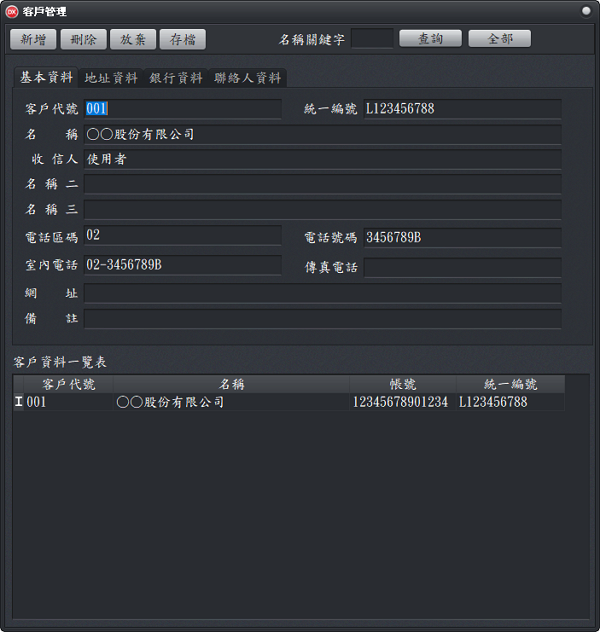 DX 客戶管理
新增 刪除 放棄 存檔 名稱關鍵字 查詢 全部
基本資料 地址資料 銀行資料 聯絡人資料
客戶代號 001 統一編號 L123456788
名 稱 〇〇股份有限公司
收 信人 使用者
名 稱 二
名 稱 三
電話區碼 02 電話號碼 3456789B
室內電話 02-3456789B 傳真電話
網 址
備 註
客戶資料一覽表
客戶代號 名稱 帳號 統一編號
001 〇〇股份有限公司 12345678901234 L123456788